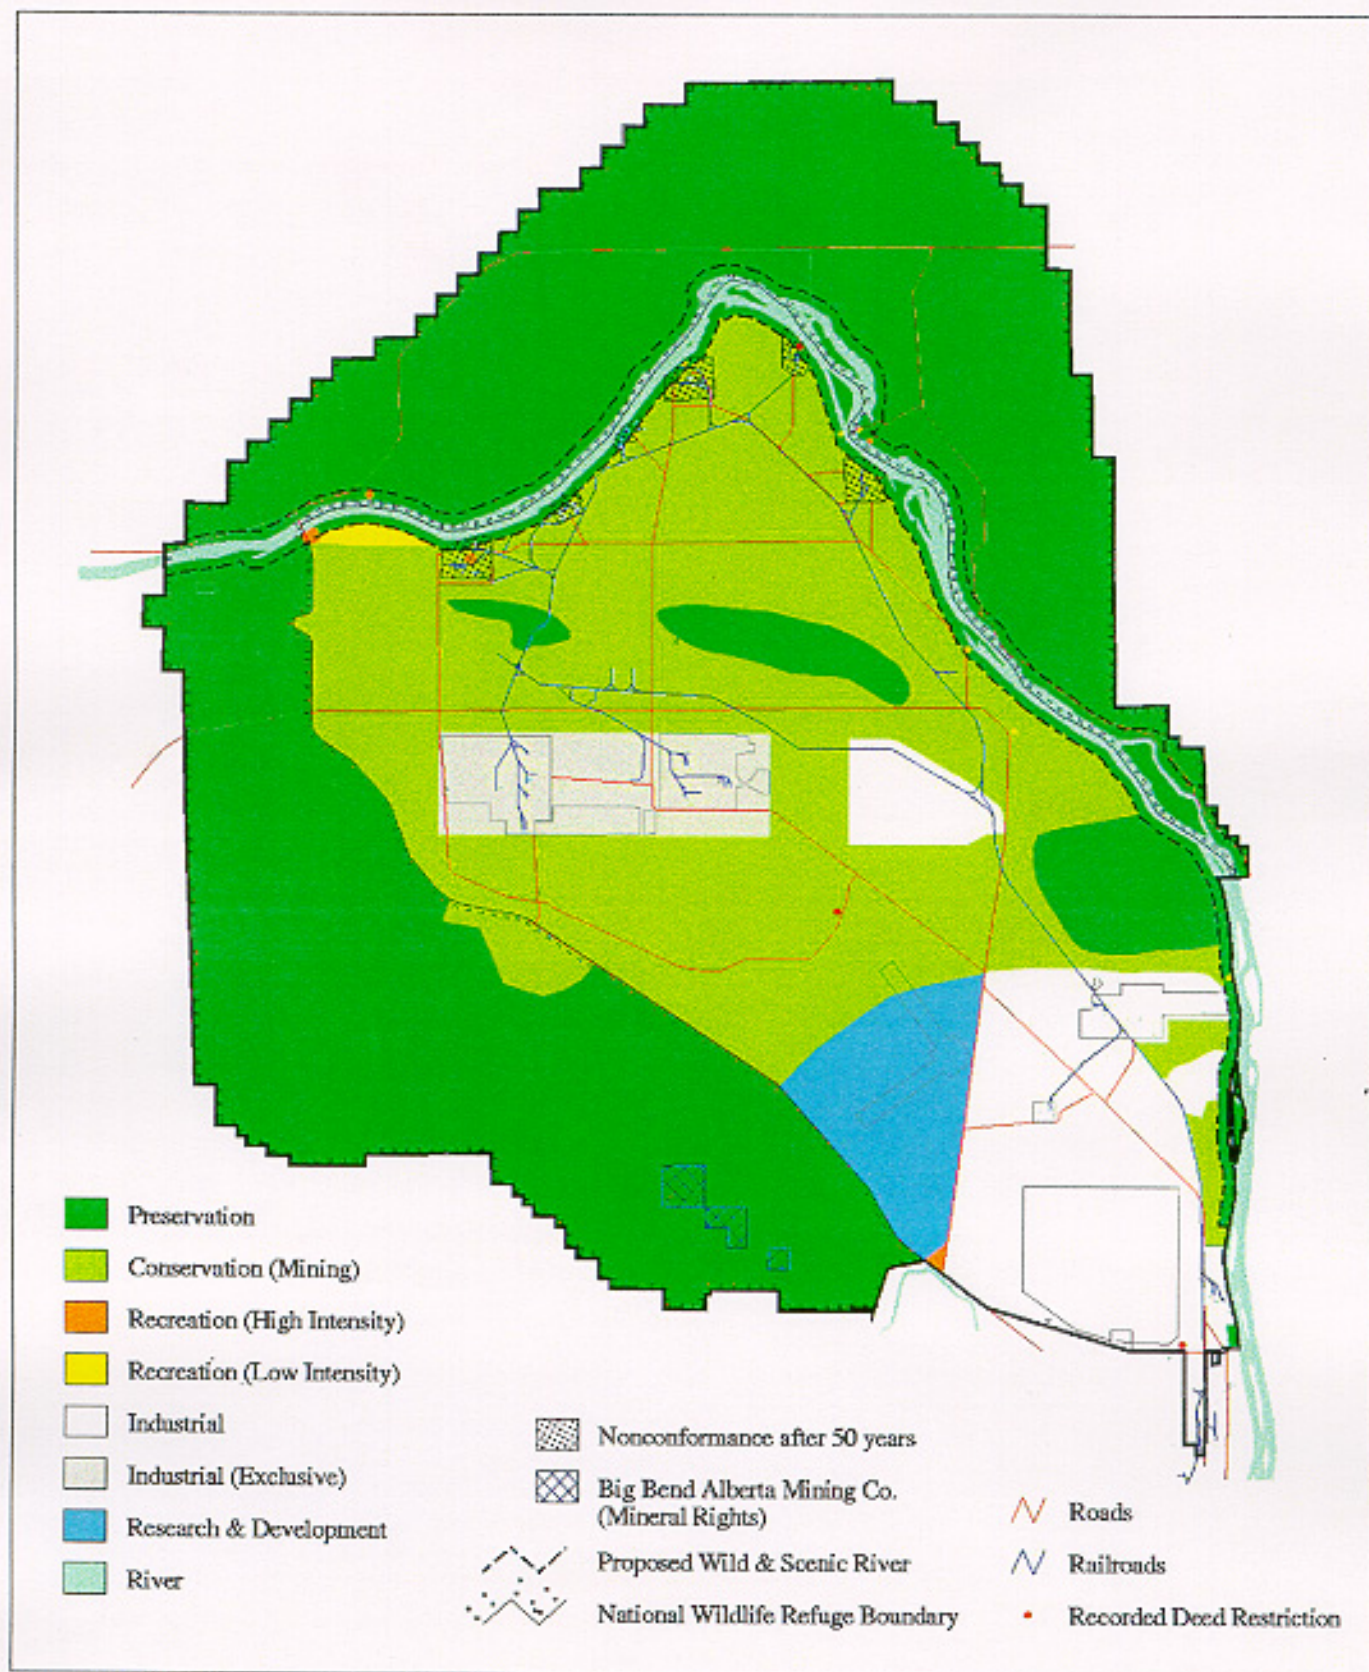 Preservation
Conservation (Mining)
Recreation (High Intensity)
Recreation (Low Intensity)
Industrial
Industrial (Exclusive)
Research & Development
River
Nonconformance after 50 years
Big Bend Alberta Mining Co.
(Mineral Rights)
Proposed Wild & Scenic River
National Wildlife Refuge Boundary
Roads
Railroads
Recorded Deed Restriction